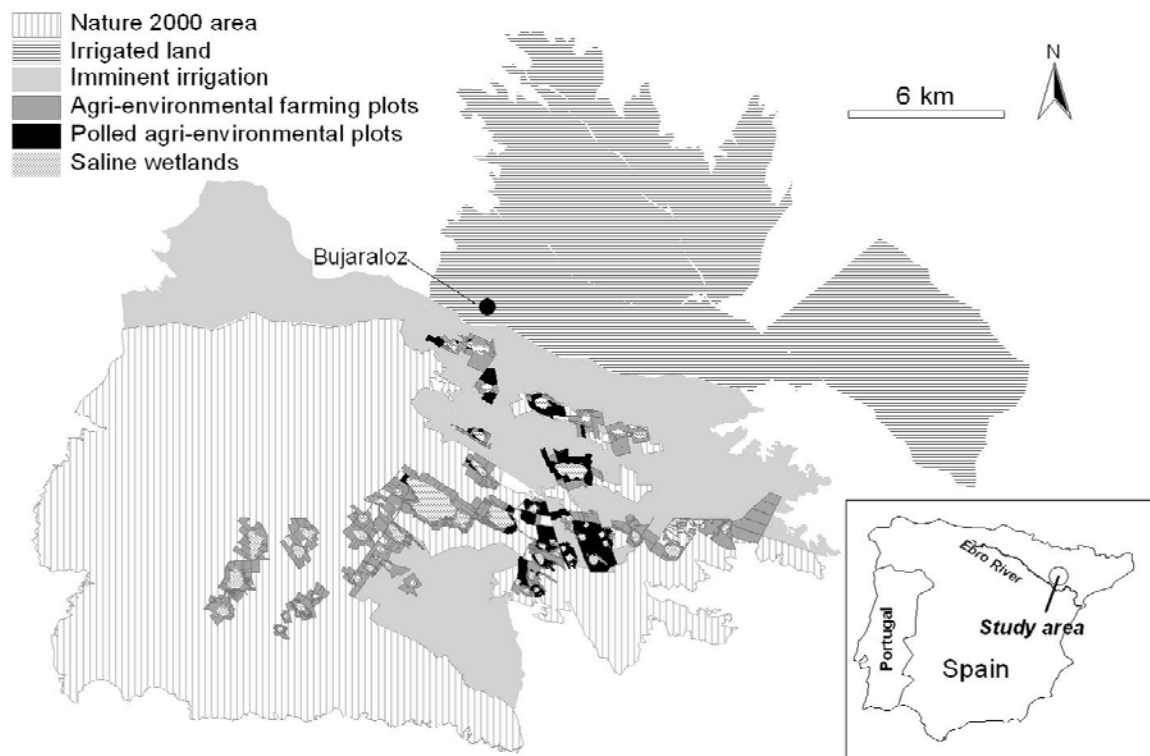 Nature 2000 area
Irrigated land
Imminent irrigation
Agri-environmental farming plots
Polled agri-environmental plots
Saline wetlands
N
6 km
Bujaraloz
Ebro River
Study area
Portugal
Spain